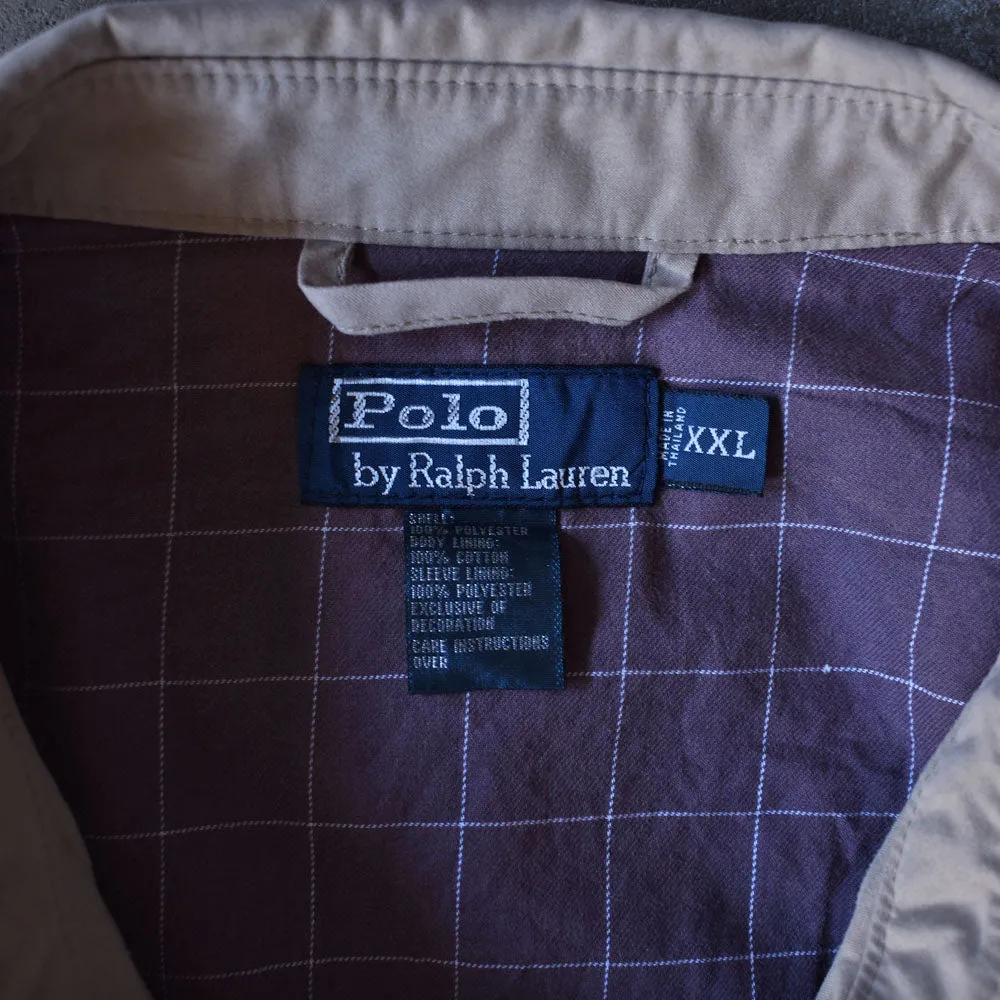 Polo
by Ralph Lauren
MADE IN
THAILAND
XXL
SHELL:
100% POLYESTER
BODY LINING:
100% COTTON
SLEEVE LINING:
100% POLYESTER
EXCLUSIVE OF
DECORATION
CARE INSTRUCTIONS
OVER